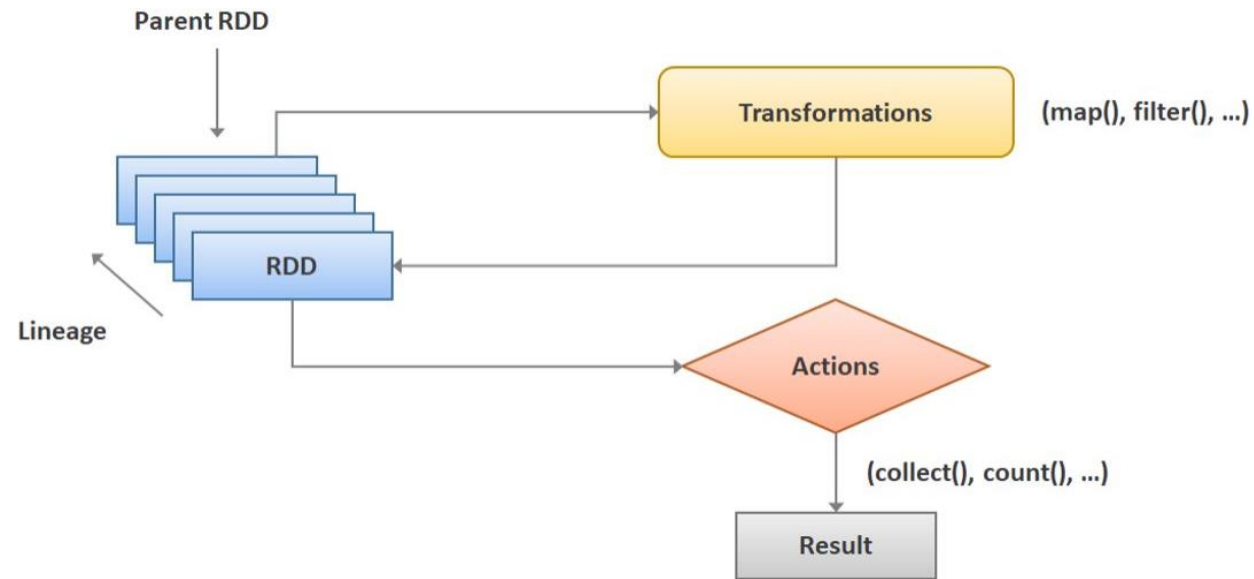 Parent RDD
Transformations
(map(), filter(), ...)
RDD
Lineage
Actions
(collect(), count(), ...)
Result